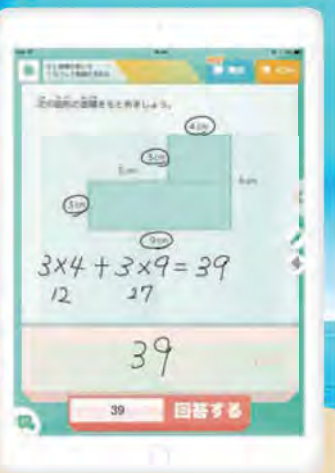 次の図形の面積をもとめましょう。
4cm
3cm
5cm
6cm
3cm
9cm
3×4+3×9=39
12 27
39
39
回答する